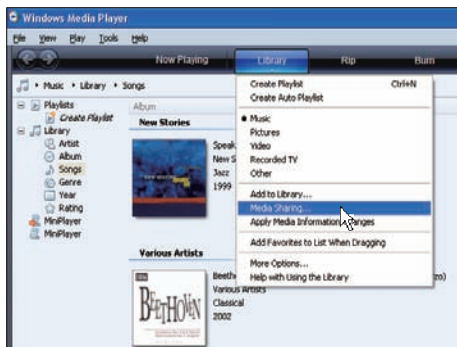 Windows Media Player
File View Play Tools Help
Now Playing Library Rip Burn
Music • Library • Songs
Playlists
Create Playlist
Library
Artist
Album
Songs
Genre
Year
Rating
MiniPlayer
MiniPlayer
Album
New Stories
Speak
New S
Jazz
1999
Various Artists
BEETHOVEN
Beeth
Various Artists
Classical
2002
Create Playlist Ctrl+N
Create Auto Playlist
Music
Pictures
Video
Recorded TV
Other
Add to Library...
Media Sharing...
Apply Media Information Changes
Add Favorites to List When Dragging
More Options...
Help with Using the Library
zo)